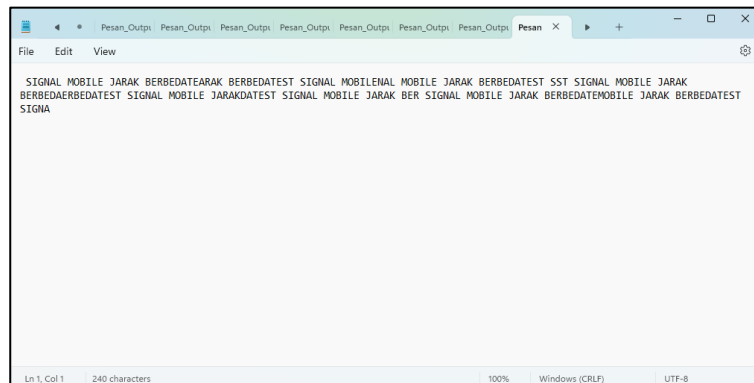 Pesan_Outpu Pesan_Outpu Pesan_Outpu Pesan_Outpu Pesan_Outpu Pesan_Outpu Pesan_Outpu Pesan
File Edit View
SIGNAL MOBILE JARAK BERBEDATEARAK BERBEDATEST SIGNAL MOBILENAL MOBILE JARAK BERBEDATEST SST SIGNAL MOBILE JARAK
BERBEDAERBEDATEST SIGNAL MOBILE JARAKDATEST SIGNAL MOBILE JARAK BER SIGNAL MOBILE JARAK BERBEDATEMOBILE JARAK BERBEDATEST
SIGNA
Ln 1, Col 1 240 characters 100% Windows (CRLF) UTF-8